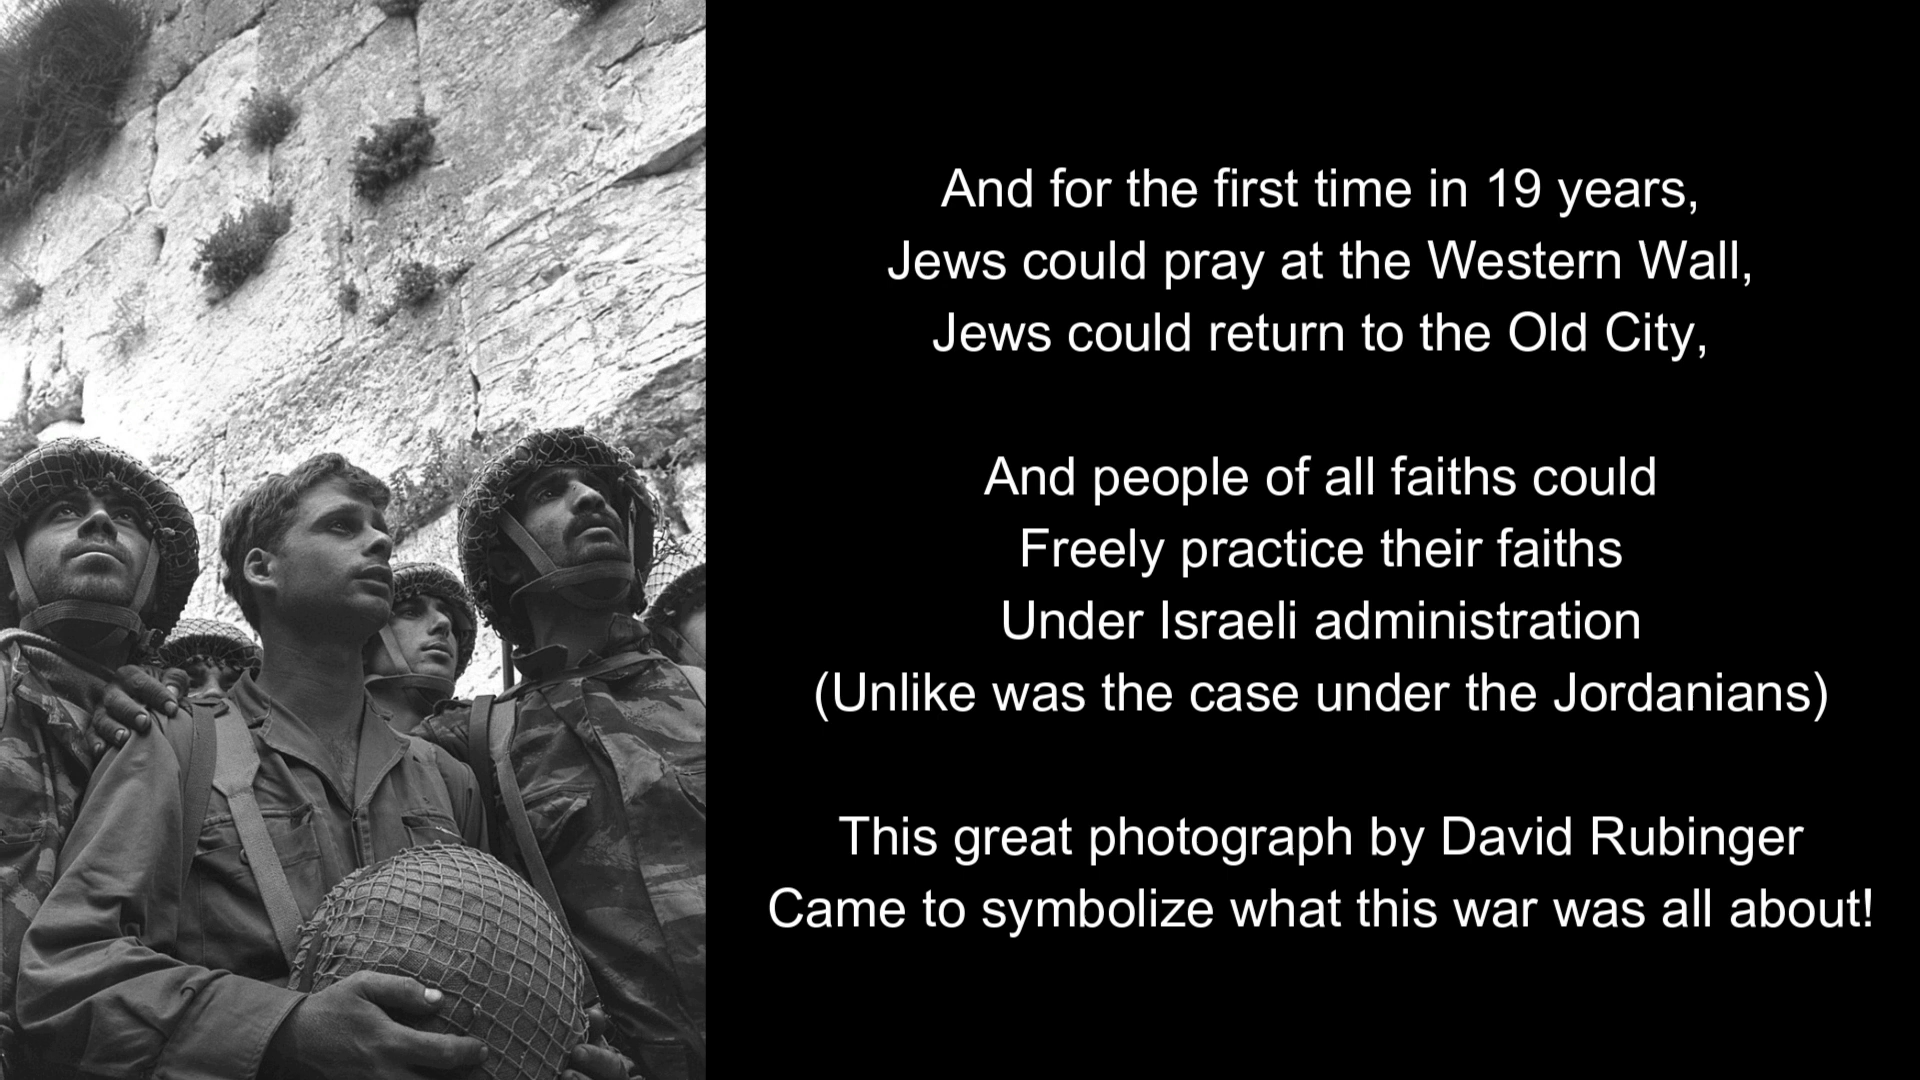 And for the first time in 19 years,
Jews could pray at the Western Wall,
Jews could return to the Old City,
And people of all faiths could
Freely practice their faiths
Under Israeli administration
(Unlike was the case under the Jordanians)
This great photograph by David Rubinger
Came to symbolize what this war was all about!